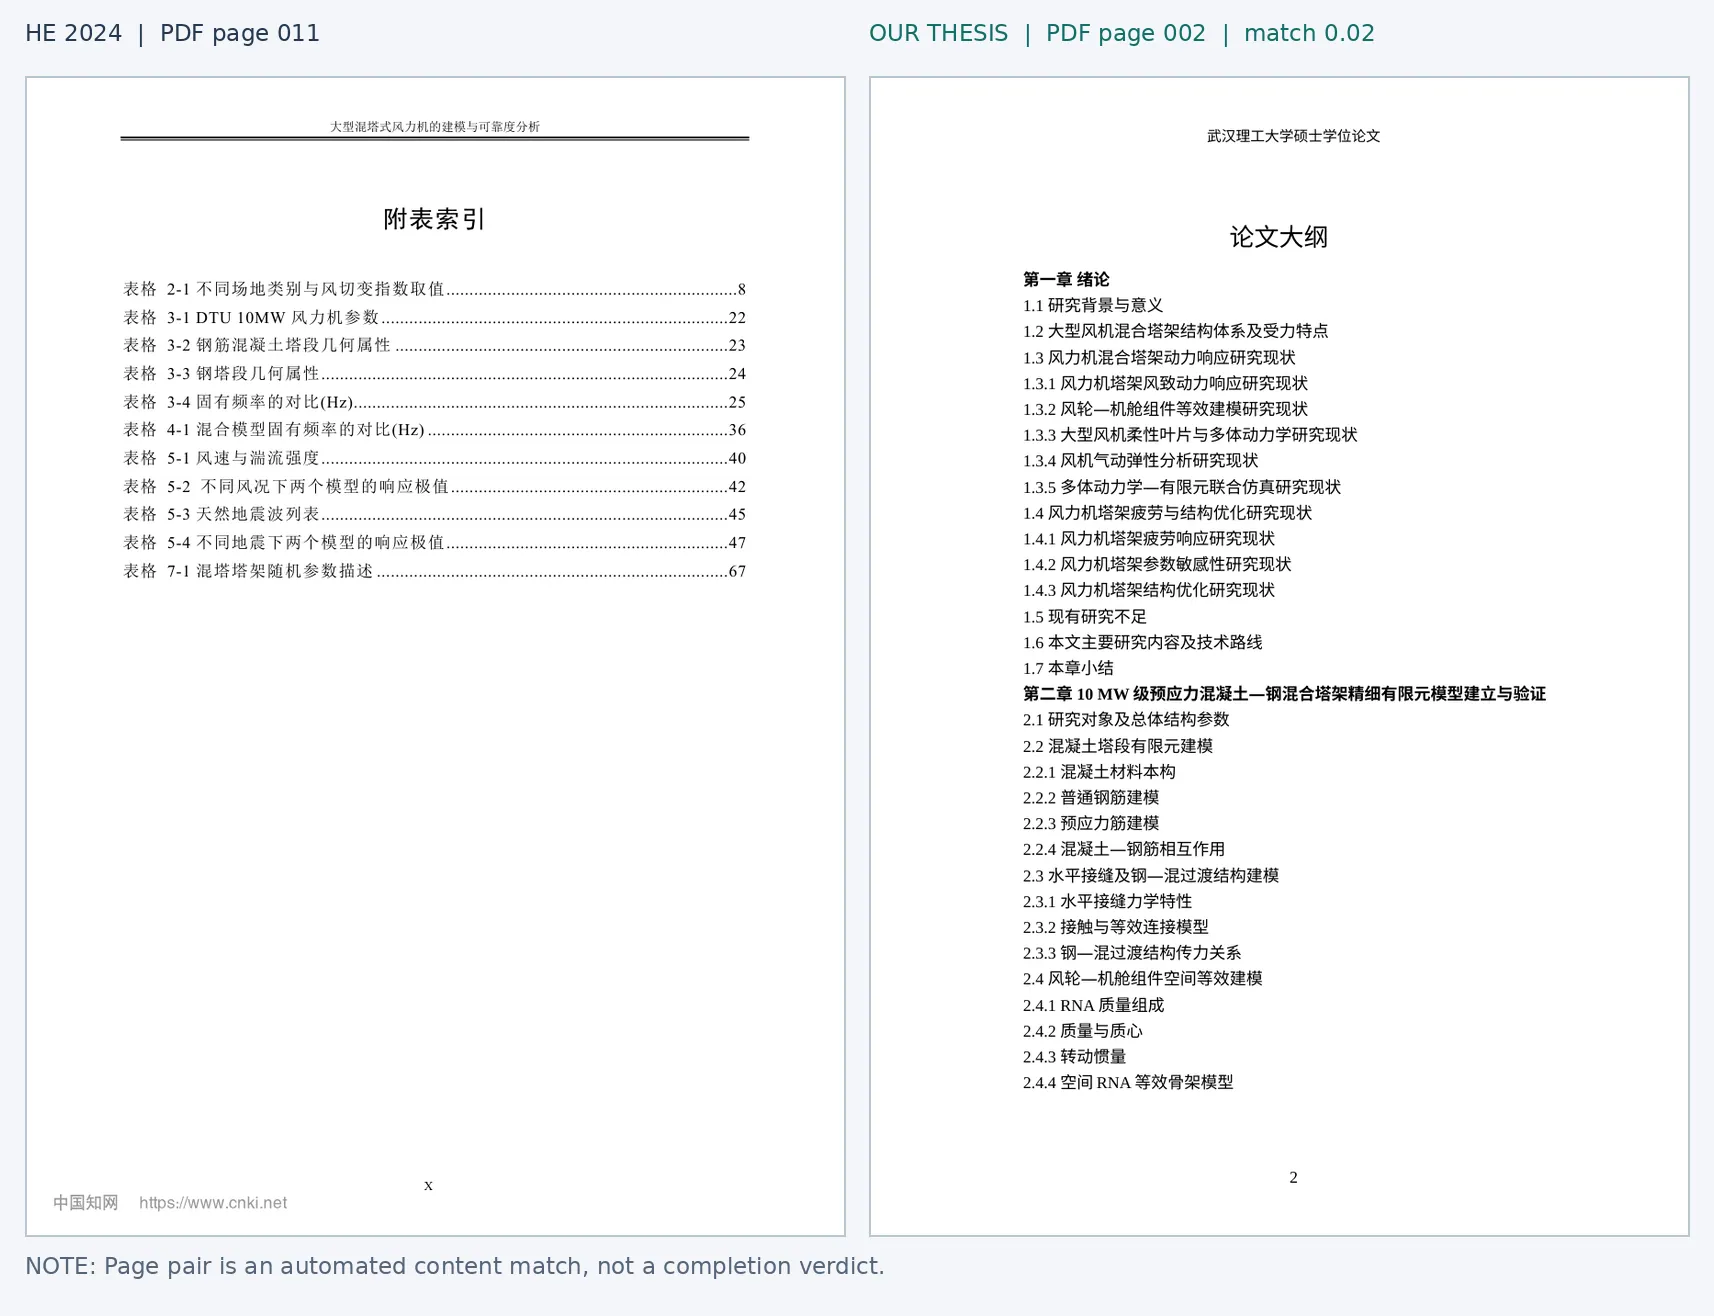 HE 2024  |  PDF page 011
大型混塔式风力机的建模与可靠度分析
附表索引
表格 2-1 不同场地类别与风切变指数取值................................................................8
表格 3-1 DTU 10MW 风力机参数............................................................................22
表格 3-2 钢筋混凝土塔段几何属性.........................................................................23
表格 3-3 钢塔段几何属性.........................................................................................24
表格 3-4 固有频率的对比(Hz)..................................................................................25
表格 4-1 混合模型固有频率的对比(Hz)..................................................................36
表格 5-1 风速与湍流强度.........................................................................................40
表格 5-2 不同风况下两个模型的响应极值.............................................................42
表格 5-3 天然地震波列表.........................................................................................45
表格 5-4 不同地震下两个模型的响应极值..............................................................47
表格 7-1 混塔塔架随机参数描述.............................................................................67
X
中国知网 https://www.cnki.net
OUR THESIS  |  PDF page 002  |  match 0.02
武汉理工大学硕士学位论文
论文大纲
第一章 绪论
1.1 研究背景与意义
1.2 大型风机混合塔架结构体系及受力特点
1.3 风力机混合塔架动力响应研究现状
1.3.1 风力机塔架风致动力响应研究现状
1.3.2 风轮—机舱组件等效建模研究现状
1.3.3 大型风机柔性叶片与多体动力学研究现状
1.3.4 风机气动弹性分析研究现状
1.3.5 多体动力学—有限元联合仿真研究现状
1.4 风力机塔架疲劳与结构优化研究现状
1.4.1 风力机塔架疲劳响应研究现状
1.4.2 风力机塔架参数敏感性研究现状
1.4.3 风力机塔架结构优化研究现状
1.5 现有研究不足
1.6 本文主要研究内容及技术路线
1.7 本章小结
第二章 10 MW 级预应力混凝土—钢混合塔架精细有限元模型建立与验证
2.1 研究对象及总体结构参数
2.2 混凝土塔段有限元建模
2.2.1 混凝土材料本构
2.2.2 普通钢筋建模
2.2.3 预应力筋建模
2.2.4 混凝土—钢筋相互作用
2.3 水平接缝及钢—混过渡结构建模
2.3.1 水平接缝力学特性
2.3.2 接触与等效连接模型
2.3.3 钢—混过渡结构传力关系
2.4 风轮—机舱组件空间等效建模
2.4.1 RNA 质量组成
2.4.2 质量与质心
2.4.3 转动惯量
2.4.4 空间 RNA 等效骨架模型
2
NOTE: Page pair is an automated content match, not a completion verdict.